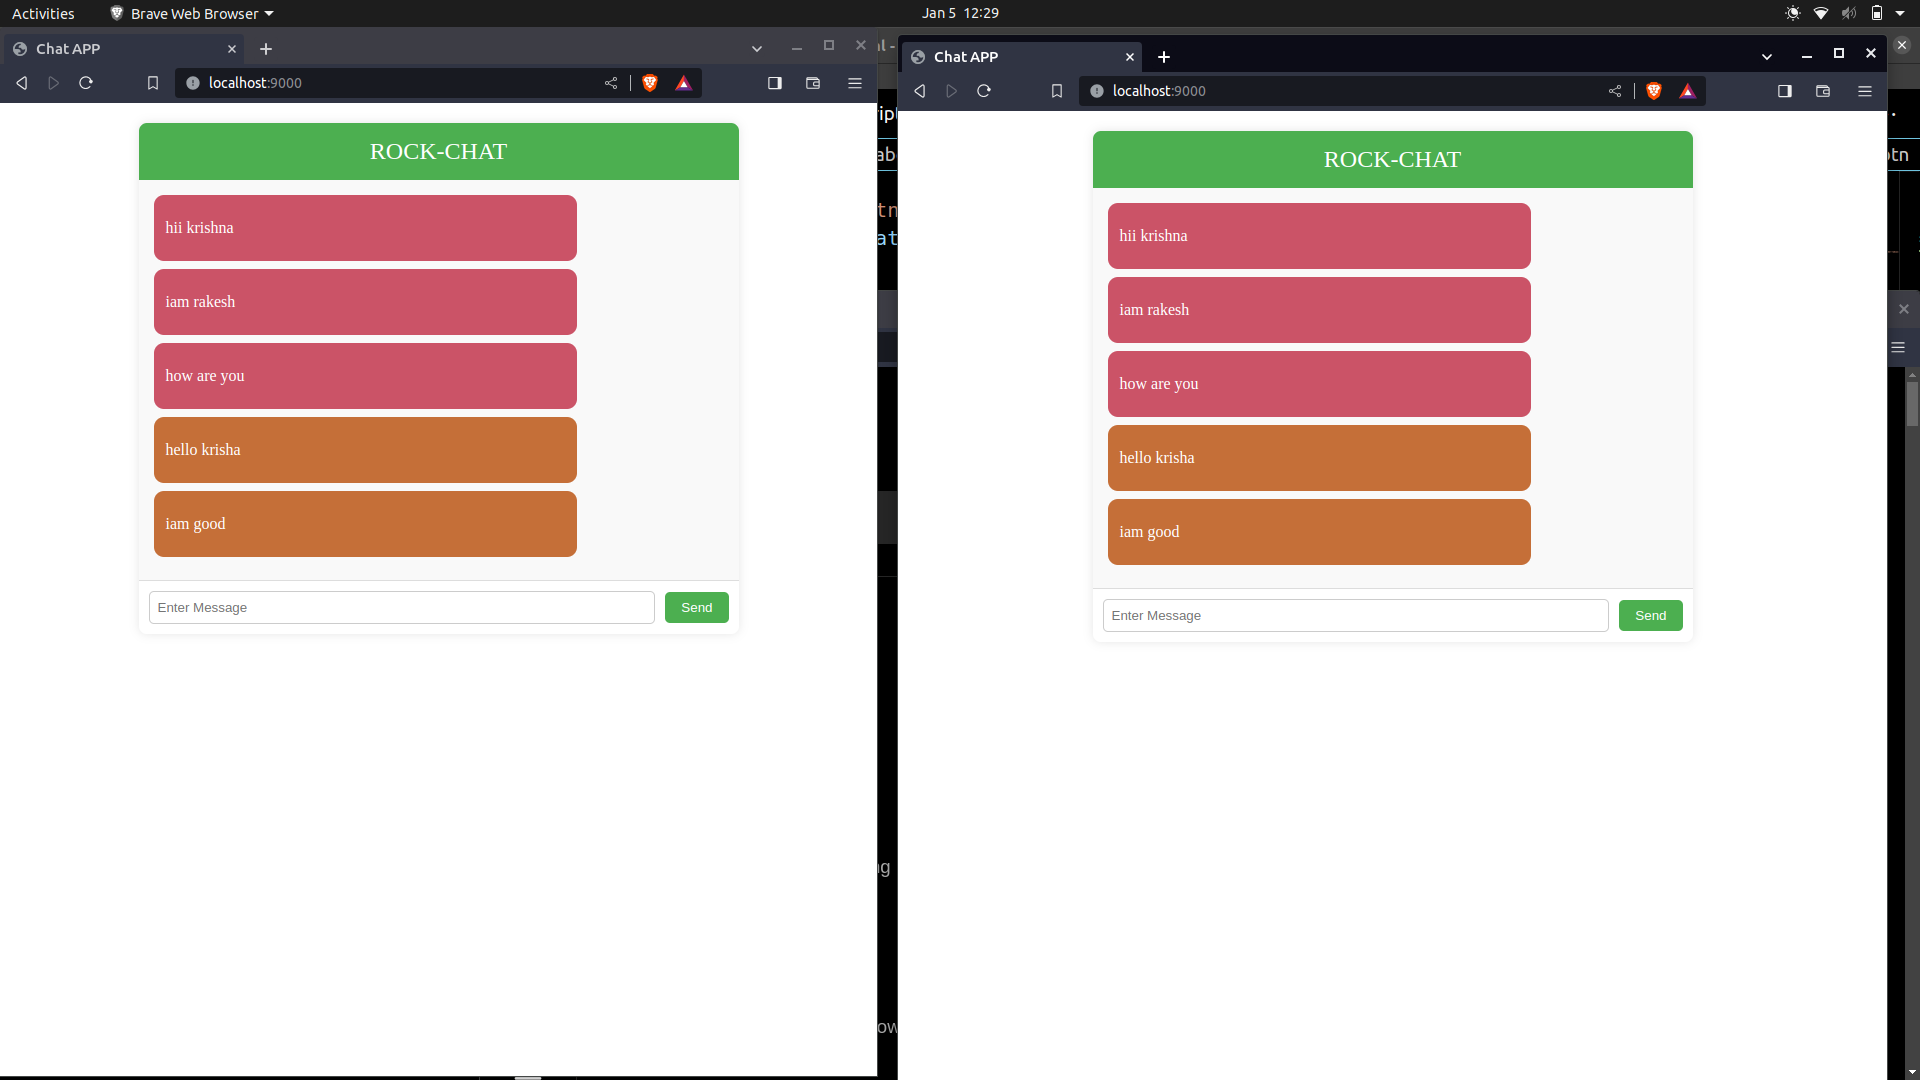 Activities
Brave Web Browser
Jan 5 12:29
Chat APP
localhost:9000
ROCK-CHAT
hii krishna
iam rakesh
how are you
hello krisha
iam good
Enter Message
Send
Chat APP
localhost:9000
ROCK-CHAT
hii krishna
iam rakesh
how are you
hello krisha
iam good
Enter Message
Send